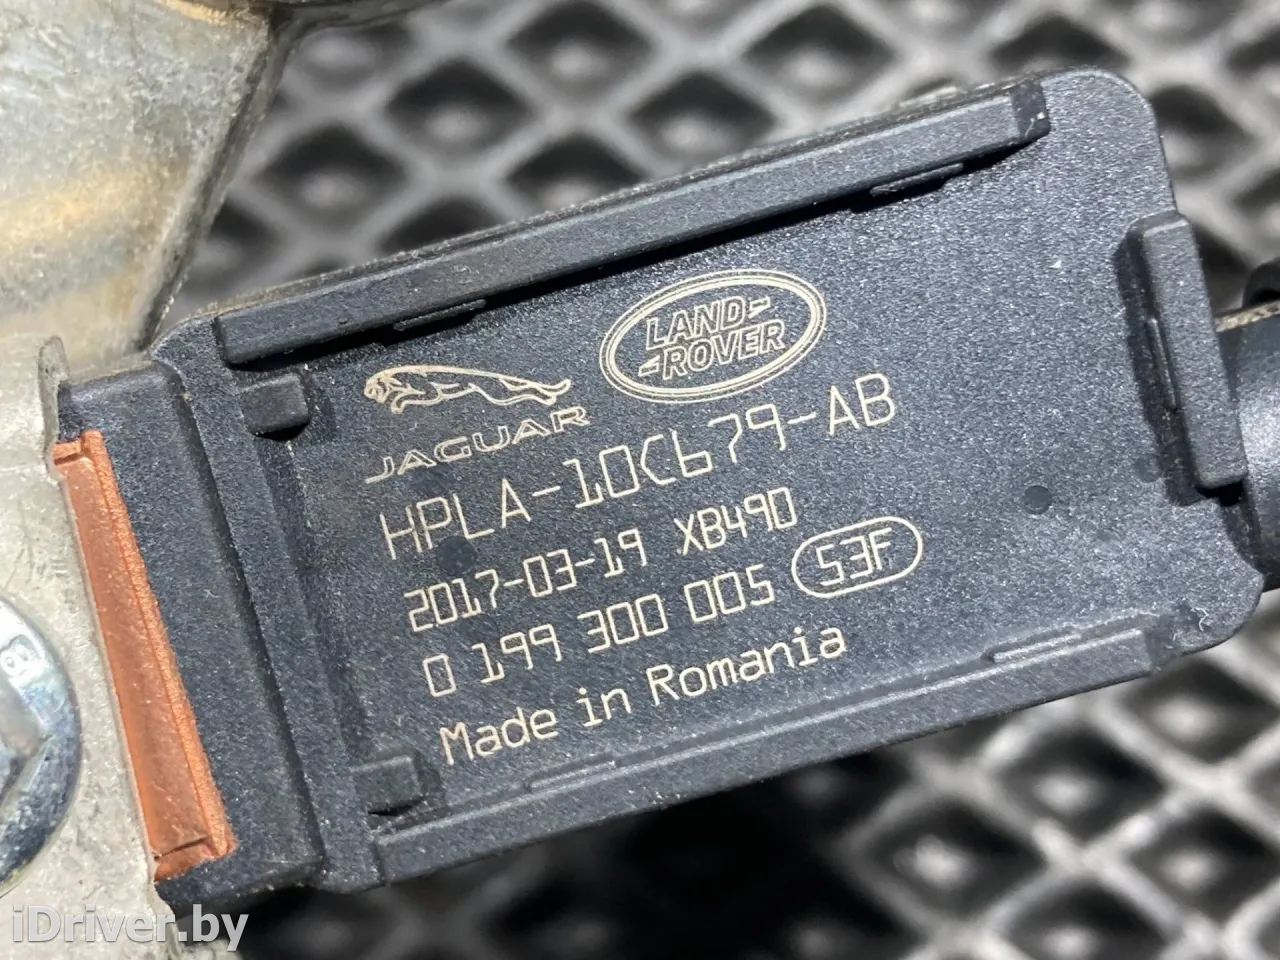 LAND-
-ROVER
JAGUAR
HPLA-10C679-AB
2017-03-19 XB490
0 199 300 005 53F
Made in Romania
8
iDriver.by